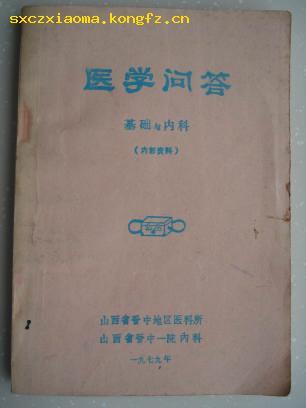 sxczxiaoma.kongfz.cn
医学问答
基础与内科
（内部资料）
山西省晋中地区医科所
山西省晋中一院内科
一九七九年